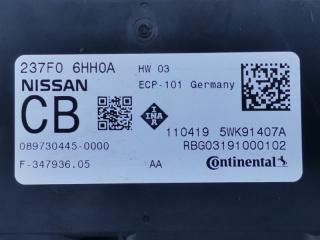 237F0 6HH0A HW 03
NISSAN ECP-101 Germany
CB
INA
110419 5WK91407A
089730445-0000 RBG03191000102
F-347936.05 AA Continental